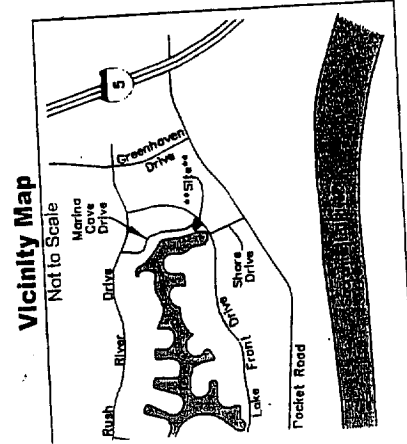 Vicinity Map
Not to Scale
5
Greenhaven
Drive
Marina
Cave
Drive
**Site**
Rush River Drive
Shore
Drive
Lake Front Drive
Pocket Road